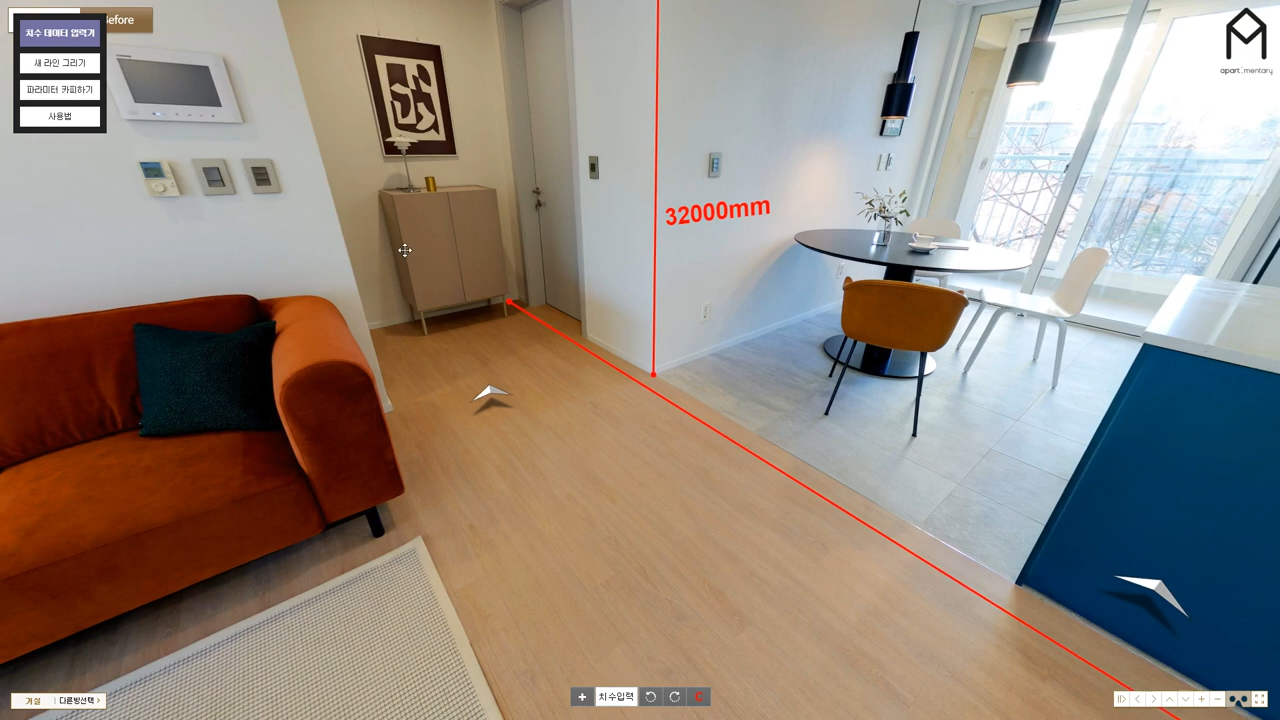 Before
치수 데이터 입력기
새 라인 그리기
파라미터 카피하기
사용법
apart:mentary
32000mm
거실
다른방선택 >
+ 치수입력 C